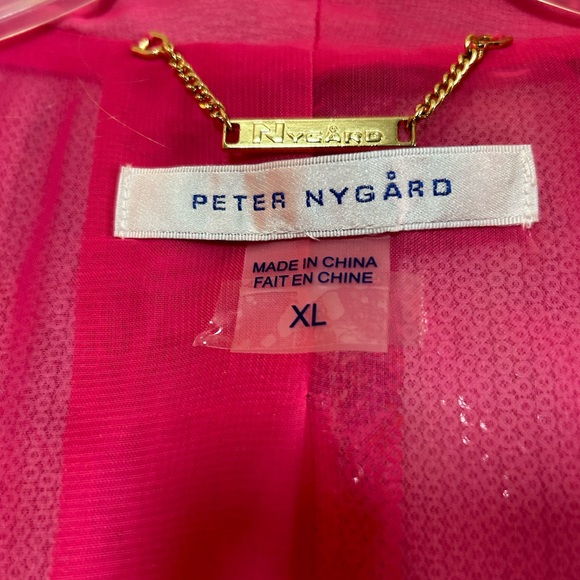 NYGÅRD
PETER NYGÅRD
MADE IN CHINA
FAIT EN CHINE
XL